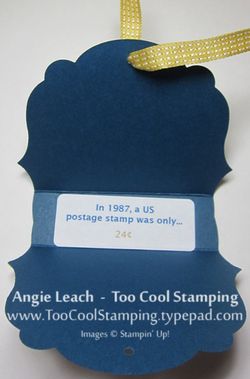 In 1987, a US
postage stamp was only...
24¢
Angie Leach - Too Cool Stamping
www.TooCoolStamping.typepad.com
Images © Stampin' Up!